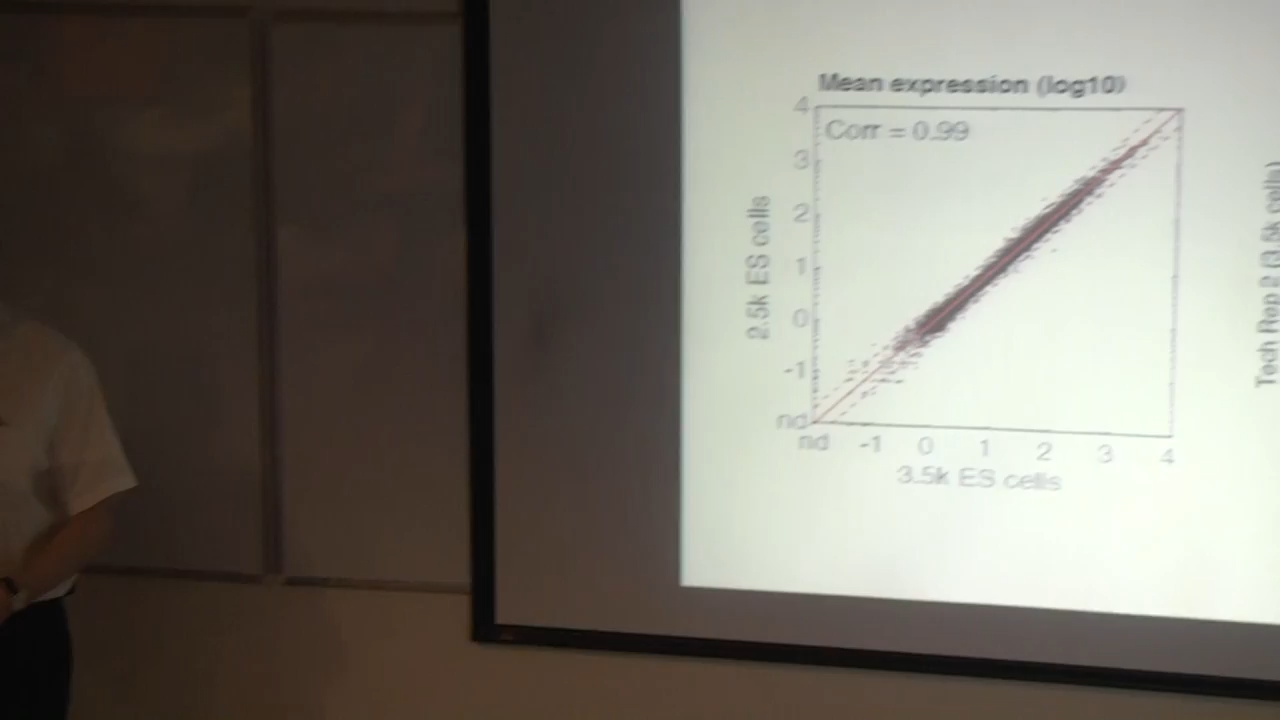 Mean expression (log10)
Corr = 0.99
4
3
2
1
0
-1
nd
2.5k ES cells
nd -1 0 1 2 3 4
3.5k ES cells
Tech Rep 2 (3.5k cells)